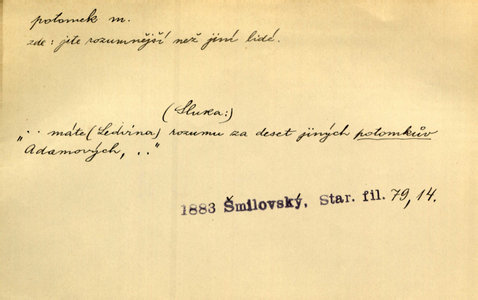 potomek m.
zde: jste rozumnější než jiní lidé.
(Sluka:)
".. máte (Ledvina) rozumu za deset jiných potomkův
Adamových, .."
1883 Šmilovský, Star. fil. 79, 14.